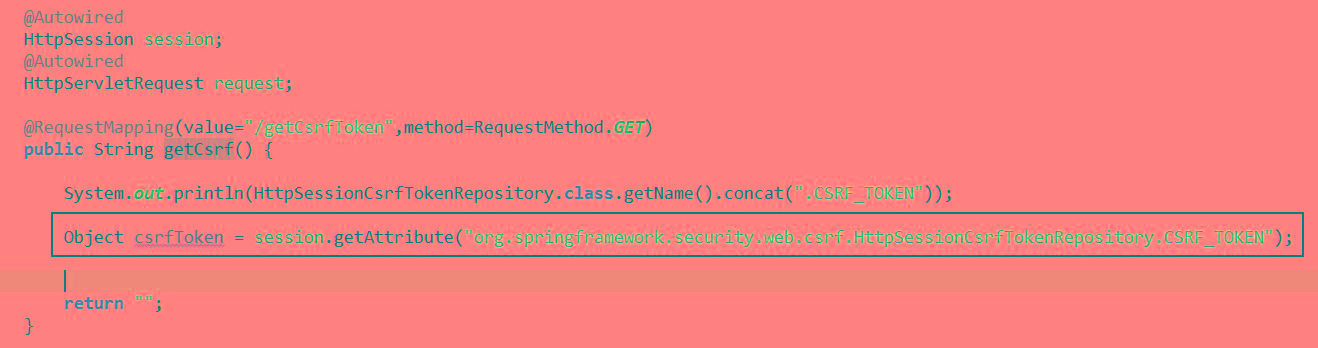 @Autowired
HttpSession session;
@Autowired
HttpServletRequest request;
@RequestMapping(value="/getCsrfToken",method=RequestMethod.GET)
public String getCsrf() {
System.out.println(HttpSessionCsrfTokenRepository.class.getName().concat(".CSRF_TOKEN"));
Object csrfToken = session.getAttribute("org.springframework.security.web.csrf.HttpSessionCsrfTokenRepository.CSRF_TOKEN");
return "";
}